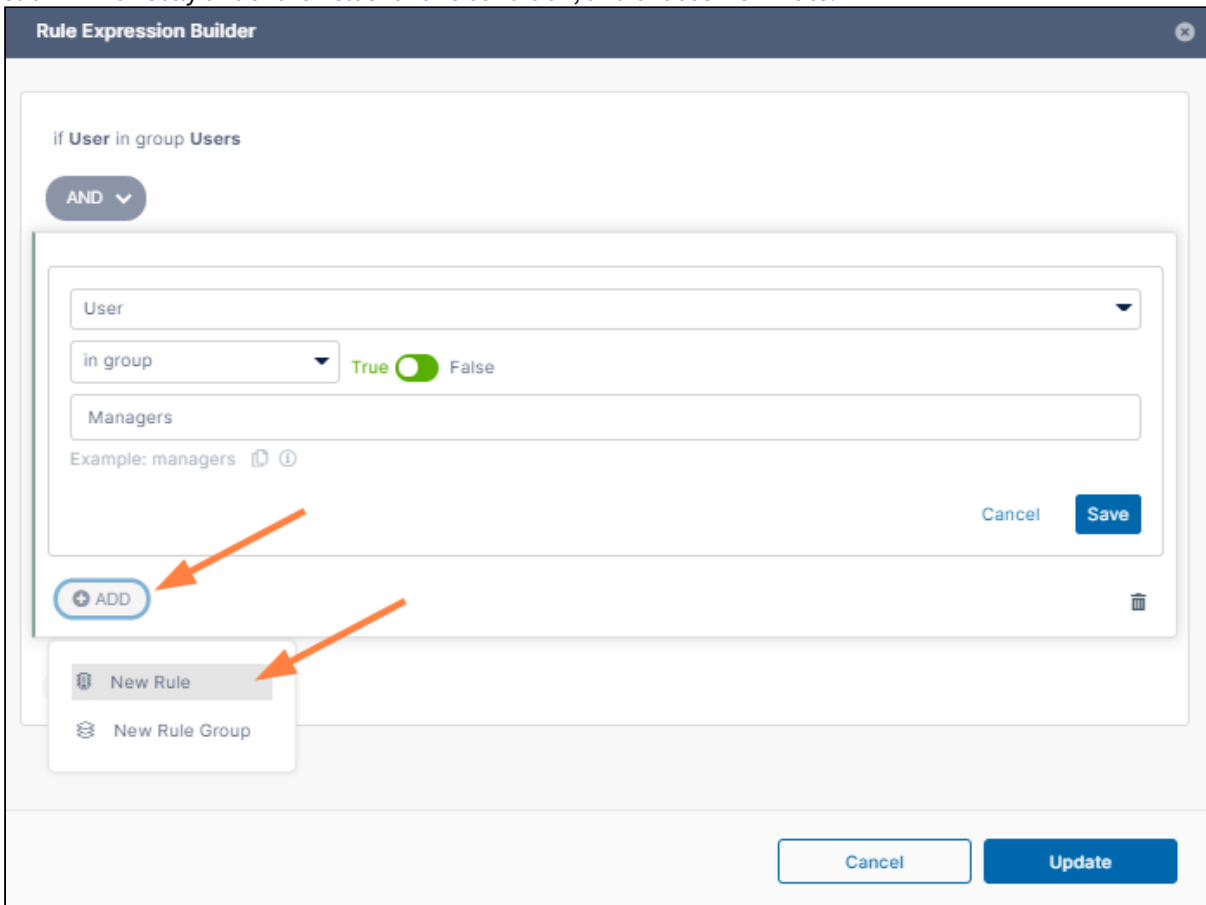 Rule Expression Builder
if User in group Users
AND
User
in group True False
Managers
Example: managers
Cancel Save
ADD
New Rule
New Rule Group
Cancel Update